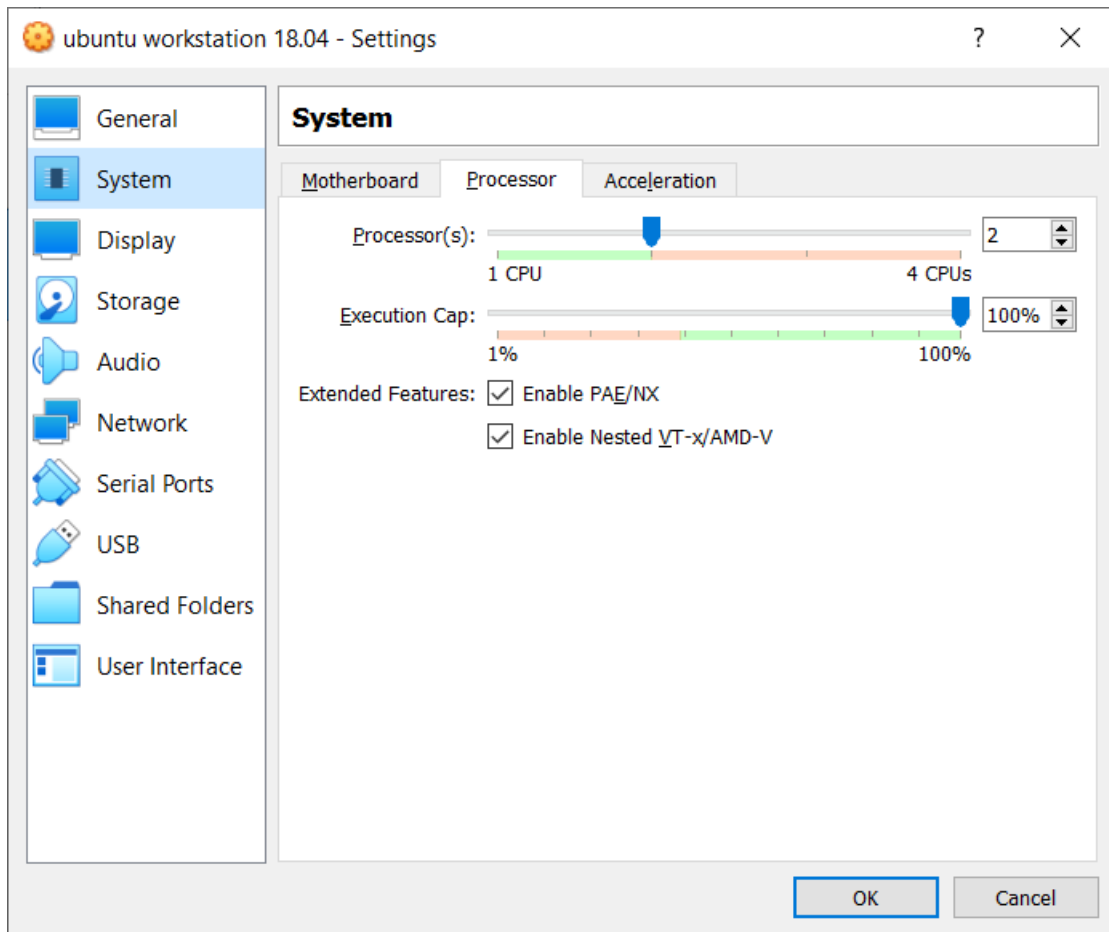 ubuntu workstation 18.04 - Settings ? ×
General
System
Display
Storage
Audio
Network
Serial Ports
USB
Shared Folders
User Interface
System
Motherboard Processor Acceleration
Processor(s): 2
1 CPU 4 CPUs
Execution Cap: 100%
1% 100%
Extended Features: Enable PAE/NX
Enable Nested VT-x/AMD-V
OK Cancel